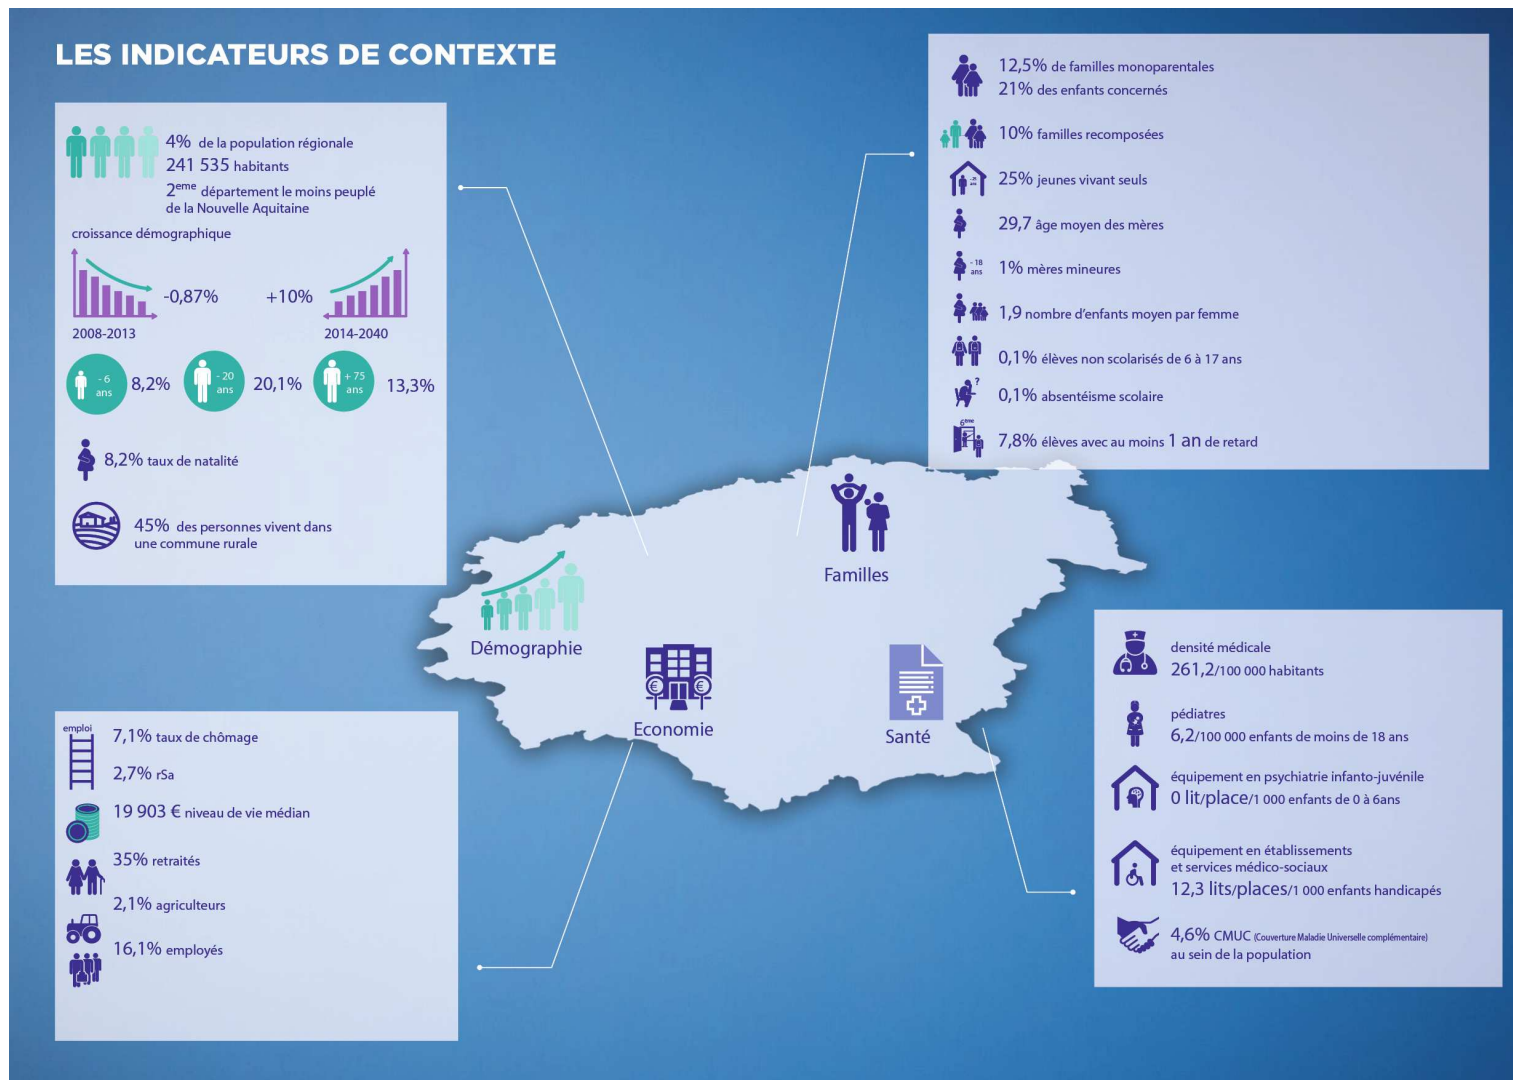 LES INDICATEURS DE CONTEXTE
4% de la population régionale
241 535 habitants
2eme département le moins peuplé
de la Nouvelle Aquitaine
croissance démographique
-0,87%
+10%
2008-2013
2014-2040
- 6
ans
8,2%
- 20
ans
20,1%
+ 75
ans
13,3%
8,2% taux de natalité
45% des personnes vivent dans
une commune rurale
12,5% de familles monoparentales
21% des enfants concernés
10% familles recomposées
25% jeunes vivant seuls
29,7 âge moyen des mères
- 18
ans
1% mères mineures
1,9 nombre d'enfants moyen par femme
0,1% élèves non scolarisés de 6 à 17 ans
?
0,1% absentéisme scolaire
6eme
7,8% élèves avec au moins 1 an de retard
Familles
Démographie
Economie
Santé
emploi
7,1% taux de chômage
2,7% rSa
19 903 € niveau de vie médian
35% retraités
2,1% agriculteurs
16,1% employés
densité médicale
261,2/100 000 habitants
pédiatres
6,2/100 000 enfants de moins de 18 ans
équipement en psychiatrie infanto-juvénile
0 lit/place/1 000 enfants de 0 à 6ans
équipement en établissements
et services médico-sociaux
12,3 lits/places/1 000 enfants handicapés
4,6% CMUC (Couverture Maladie Universelle complémentaire)
au sein de la population